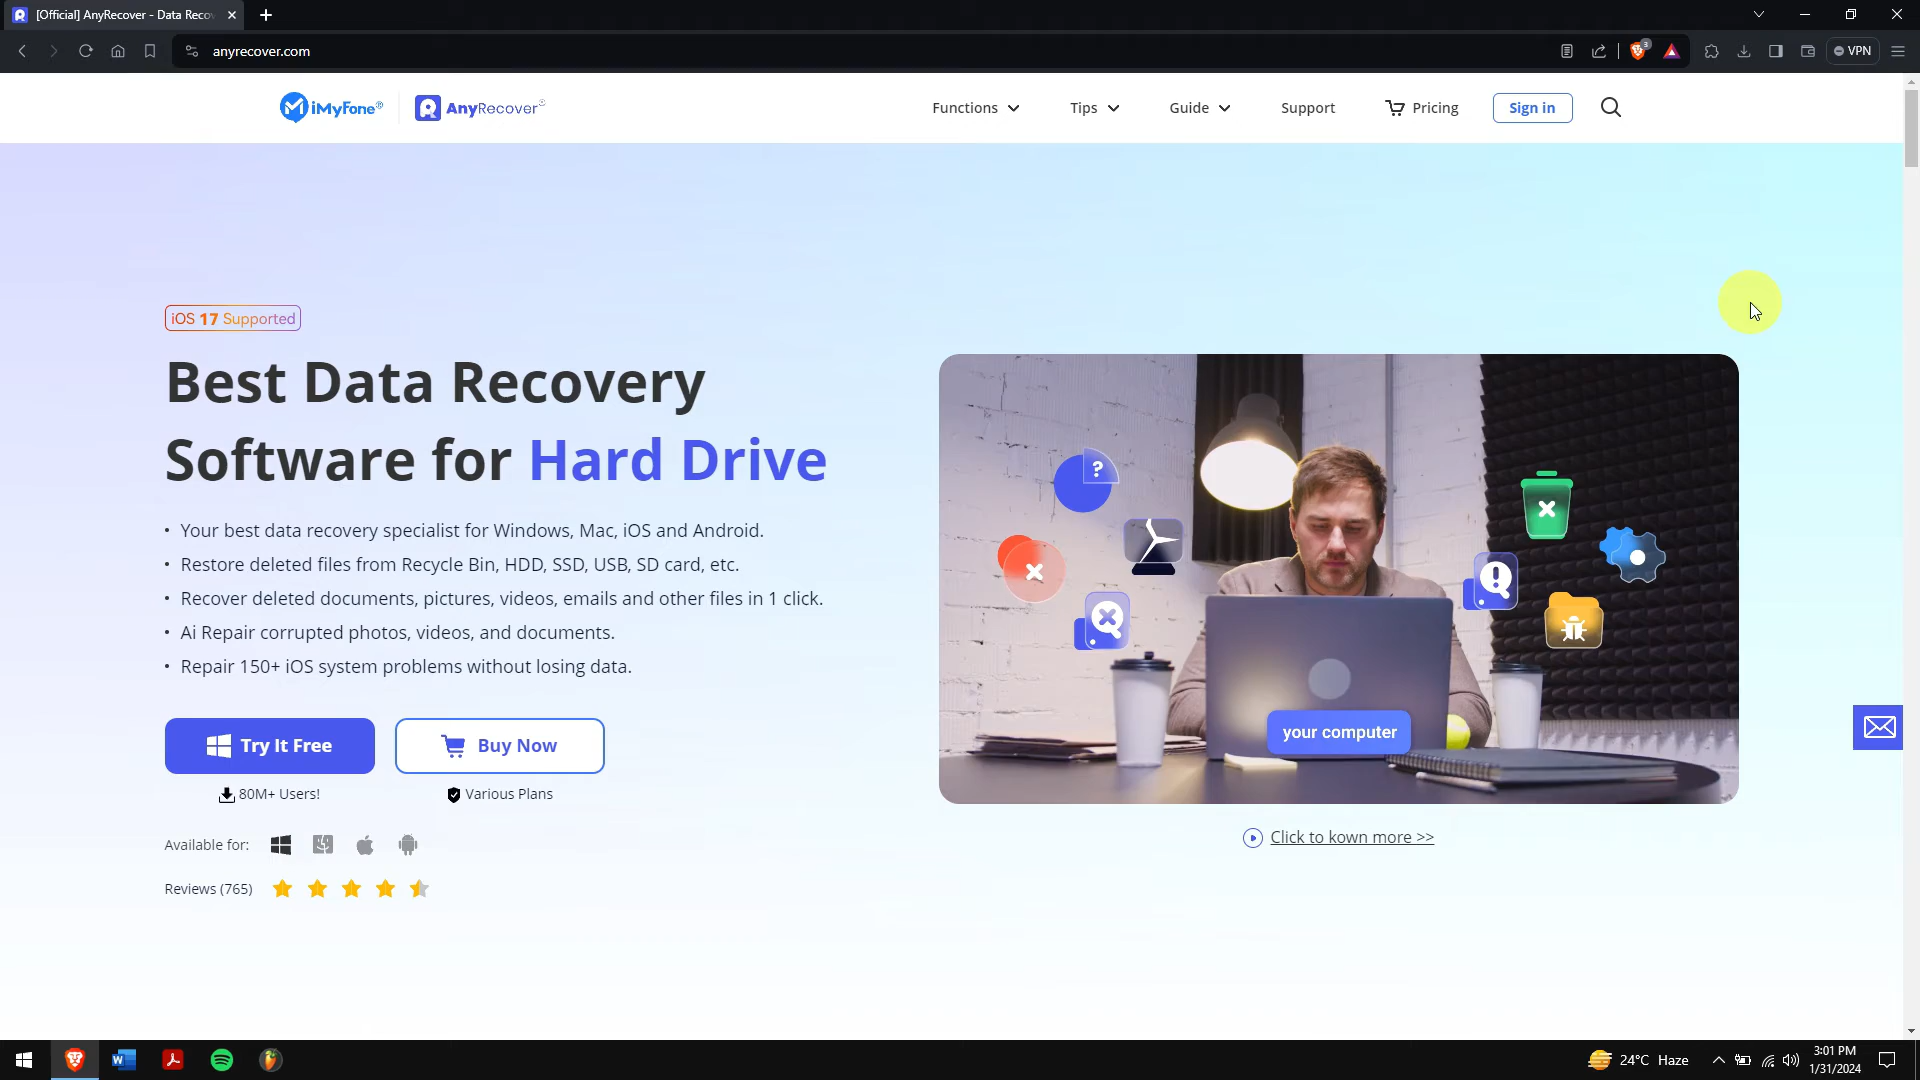 [Official] AnyRecover - Data Recov
anyrecover.com
3
VPN
iMyFone®
AnyRecover
Functions
Tips
Guide
Support
Pricing
Sign in
iOS 17 Supported
Best Data Recovery
Software for Hard Drive
• Your best data recovery specialist for Windows, Mac, iOS and Android.
• Restore deleted files from Recycle Bin, HDD, SSD, USB, SD card, etc.
• Recover deleted documents, pictures, videos, emails and other files in 1 click.
• Ai Repair corrupted photos, videos, and documents.
• Repair 150+ iOS system problems without losing data.
?
your computer
Try It Free
Buy Now
80M+ Users!
Various Plans
Click to kown more >>
Available for:
Reviews (765)
24°C Haze
3:01 PM
1/31/2024